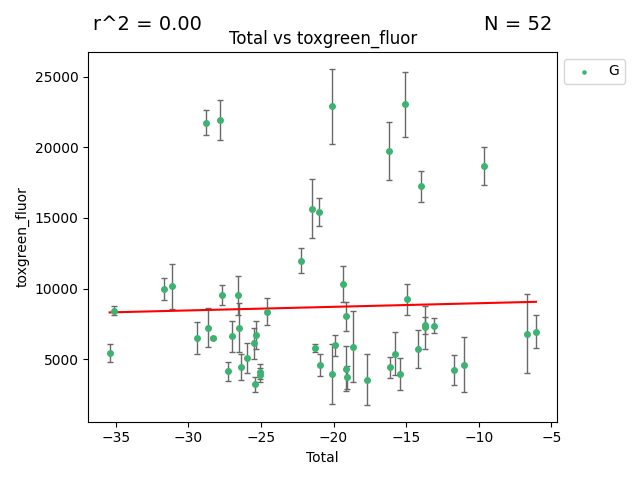 r^2 = 0.00
N = 52
Total vs toxgreen_fluor
G
25000
20000
15000
10000
5000
toxgreen_fluor
−35
−30
−25
−20
−15
−10
−5
Total